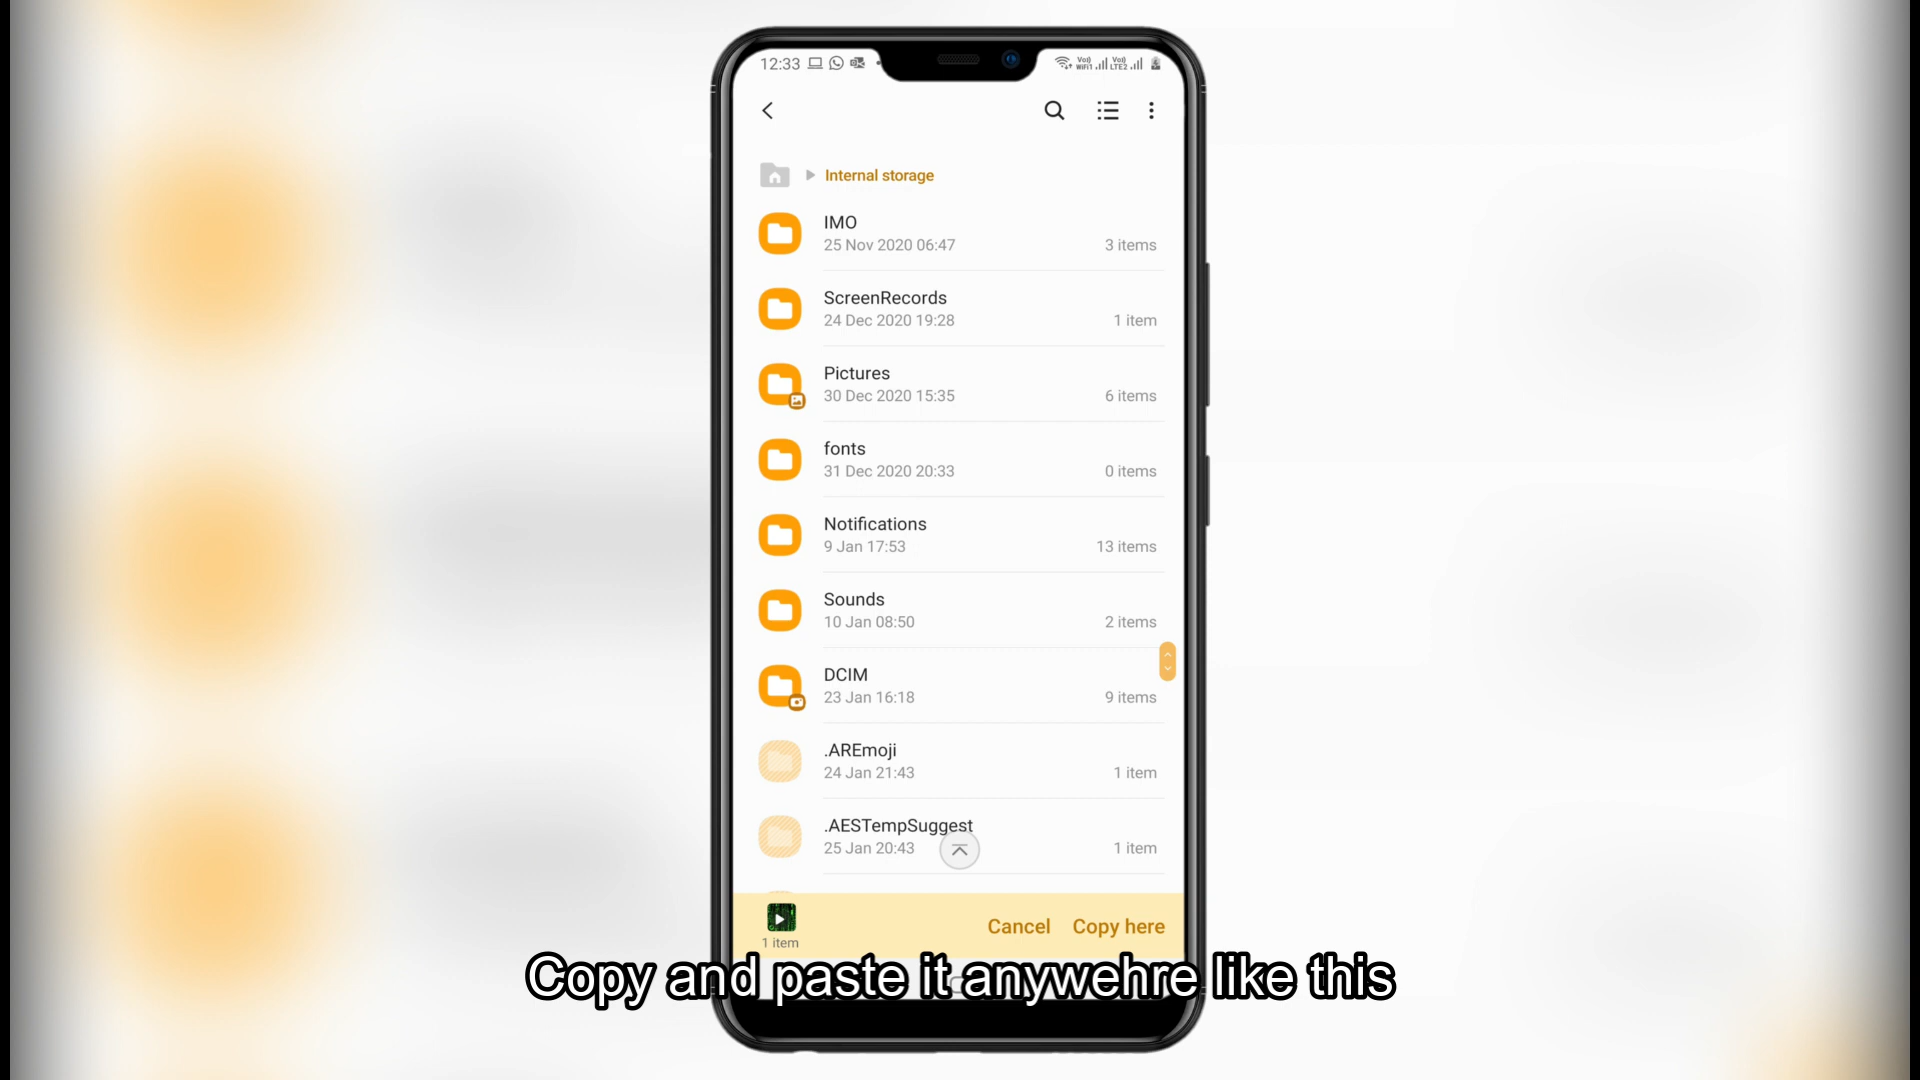 12:33
Vo)) WiFi1 Vo)) LTE2
Internal storage
IMO
25 Nov 2020 06:47 3 items
ScreenRecords
24 Dec 2020 19:28 1 item
Pictures
30 Dec 2020 15:35 6 items
fonts
31 Dec 2020 20:33 0 items
Notifications
9 Jan 17:53 13 items
Sounds
10 Jan 08:50 2 items
DCIM
23 Jan 16:18 9 items
.AREmoji
24 Jan 21:43 1 item
.AESTempSuggest
25 Jan 20:43 1 item
Cancel Copy here
1 item
Copy and paste it anywehre like this